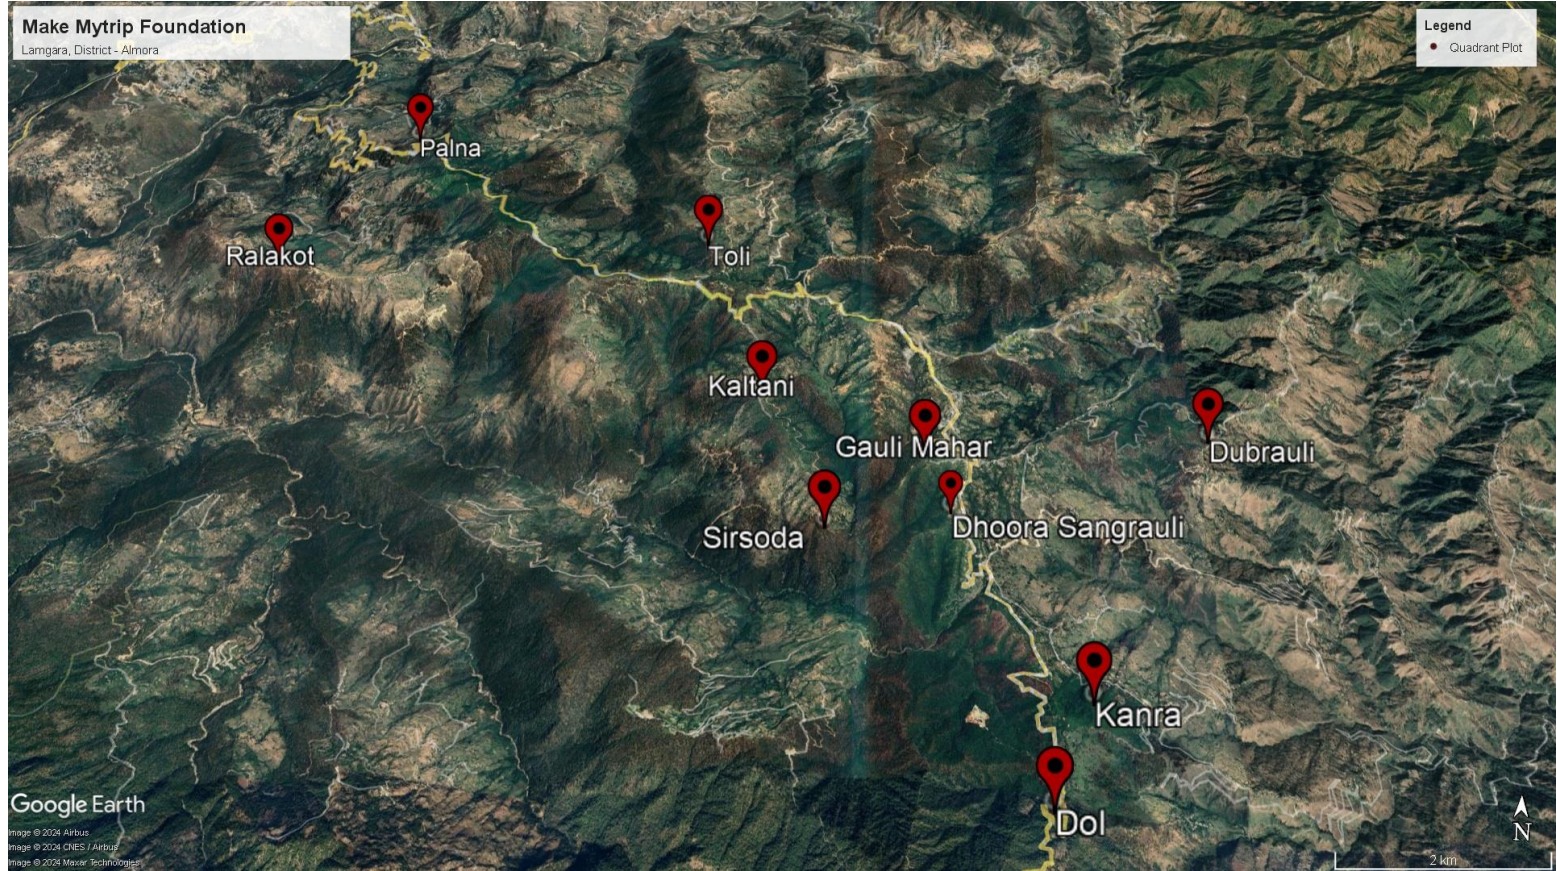 Make Mytrip Foundation
Lamgara, District - Almora
Legend
Quadrant Plot
Palna
Ralakot
Toli
Kaltani
Gauli Mahar
Dubrauli
Sirsoda
Dhoora Sangrauli
Kanra
Dol
Google Earth
Image © 2024 Airbus
Image © 2024 CNES / Airbus
Image © 2024 Maxar Technologies
N
2 km